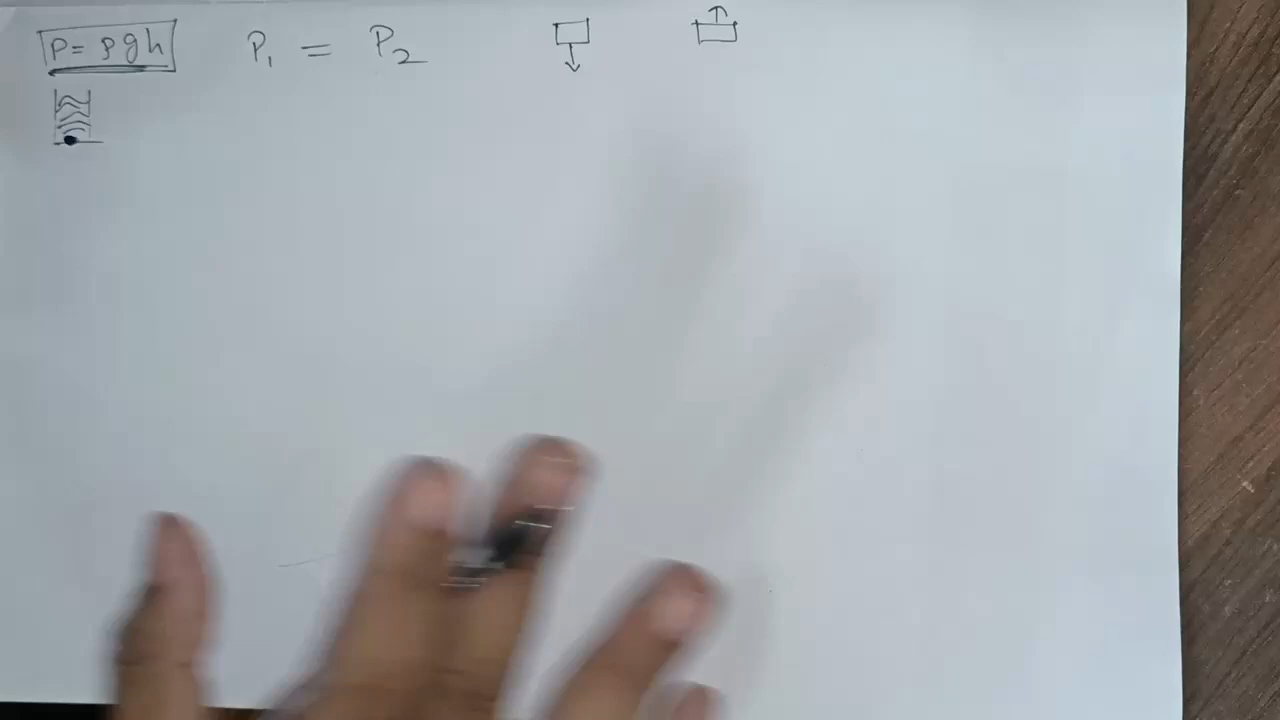 P = ρgh P₁ = P₂